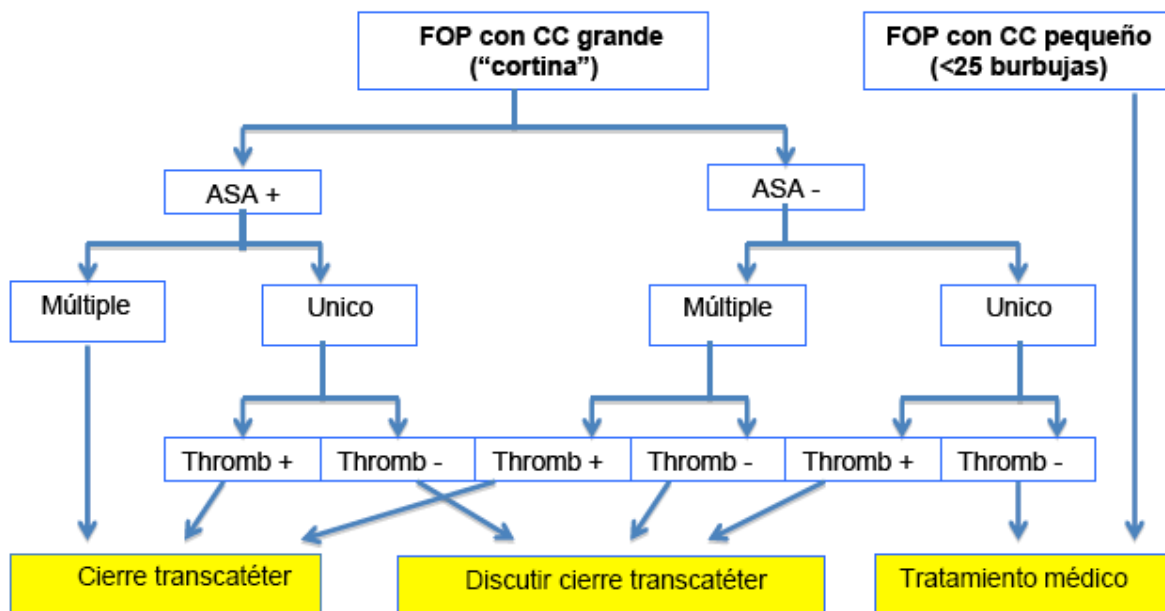 FOP con CC grande
(“cortina”)
FOP con CC pequeño
(<25 burbujas)
ASA +
ASA -
Múltiple
Unico
Múltiple
Unico
Thromb +
Thromb -
Thromb +
Thromb -
Thromb +
Thromb -
Cierre transcatéter
Discutir cierre transcatéter
Tratamiento médico